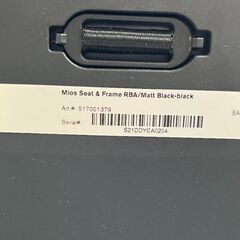 Mios Seat & Frame RBA/Matt Black-black
Art #: 517001379
EA
Serial#:
S21DDYCA0204